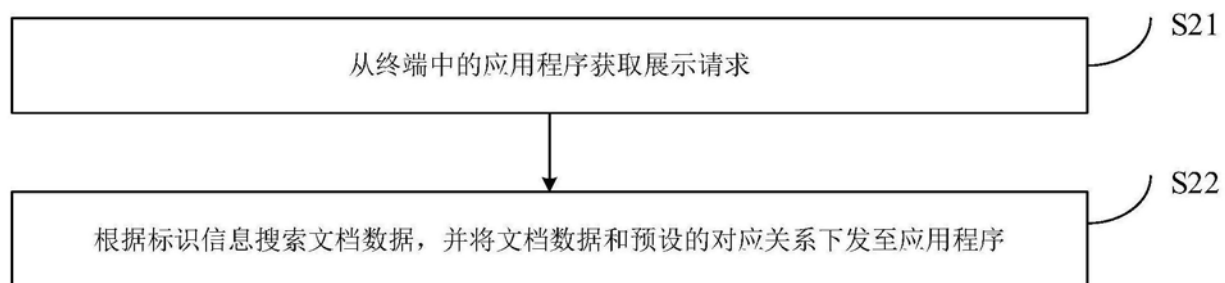 S21
从终端中的应用程序获取展示请求
S22
根据标识信息搜索文档数据，并将文档数据和预设的对应关系下发至应用程序